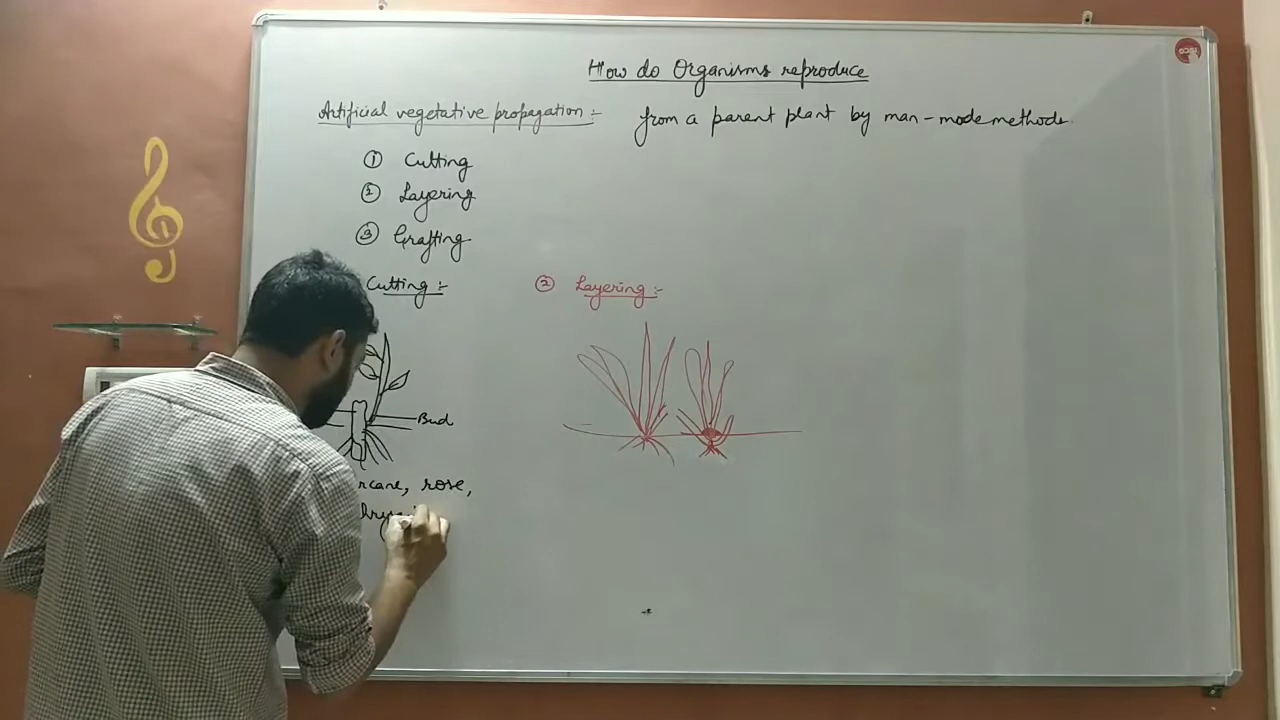 How do Organisms reproduce
Artificial vegetative propagation :- from a parent plant by man-mode methods.
① Cutting
② Layering
③ Grafting
Cutting :-
② Layering :-
Bud
rcane, rose,